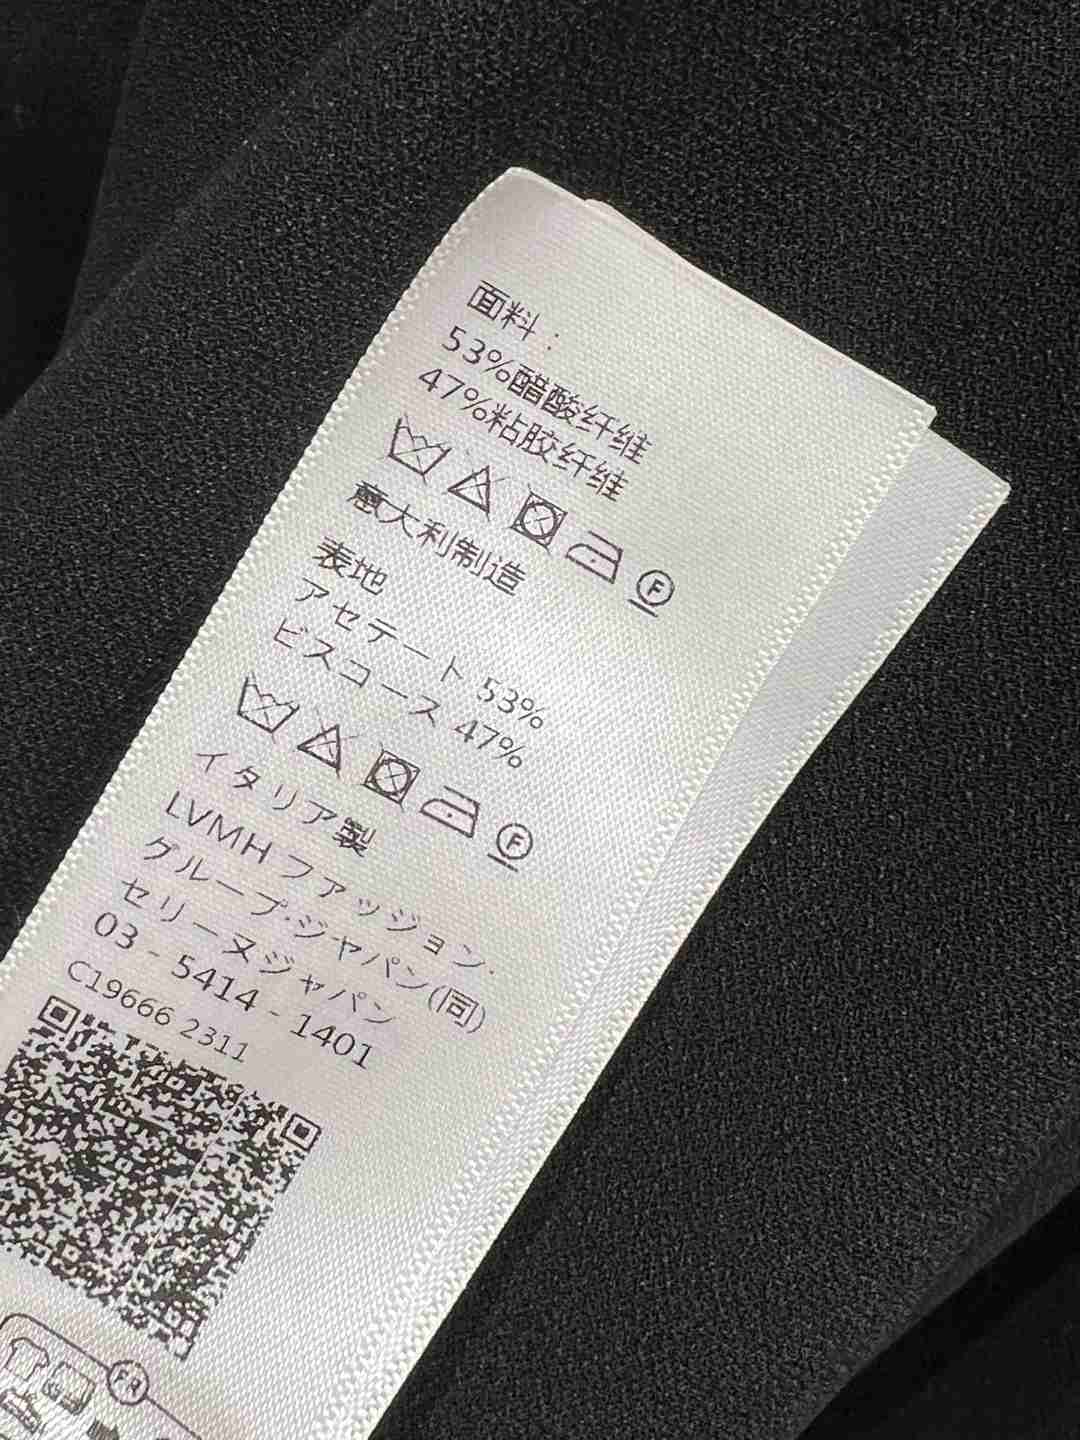 面料：
53%醋酸纤维
47%粘胶纤维
F
意大利制造
表地
アセテート 53%
ビスコース 47%
F
イタリア製
LVMH ファッション・
グループ・ジャパン(同)
セリーヌジャパン
03 - 5414 - 1401
C19666 2311
FR